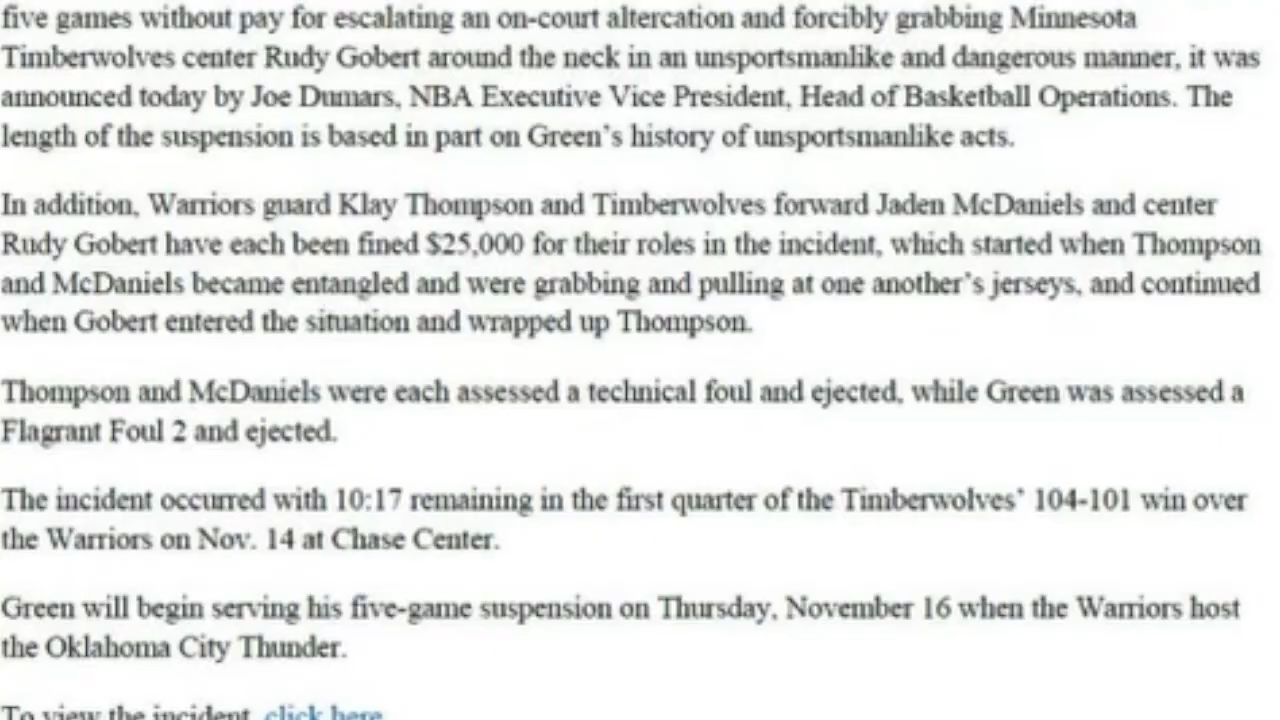 five games without pay for escalating an on-court altercation and forcibly grabbing Minnesota
Timberwolves center Rudy Gobert around the neck in an unsportsmanlike and dangerous manner, it was
announced today by Joe Dumars, NBA Executive Vice President, Head of Basketball Operations. The
length of the suspension is based in part on Green's history of unsportsmanlike acts.
In addition, Warriors guard Klay Thompson and Timberwolves forward Jaden McDaniels and center
Rudy Gobert have each been fined $25,000 for their roles in the incident, which started when Thompson
and McDaniels became entangled and were grabbing and pulling at one another's jerseys, and continued
when Gobert entered the situation and wrapped up Thompson.
Thompson and McDaniels were each assessed a technical foul and ejected, while Green was assessed a
Flagrant Foul 2 and ejected.
The incident occurred with 10:17 remaining in the first quarter of the Timberwolves' 104-101 win over
the Warriors on Nov. 14 at Chase Center.
Green will begin serving his five-game suspension on Thursday, November 16 when the Warriors host
the Oklahoma City Thunder.
To view the incident, click here